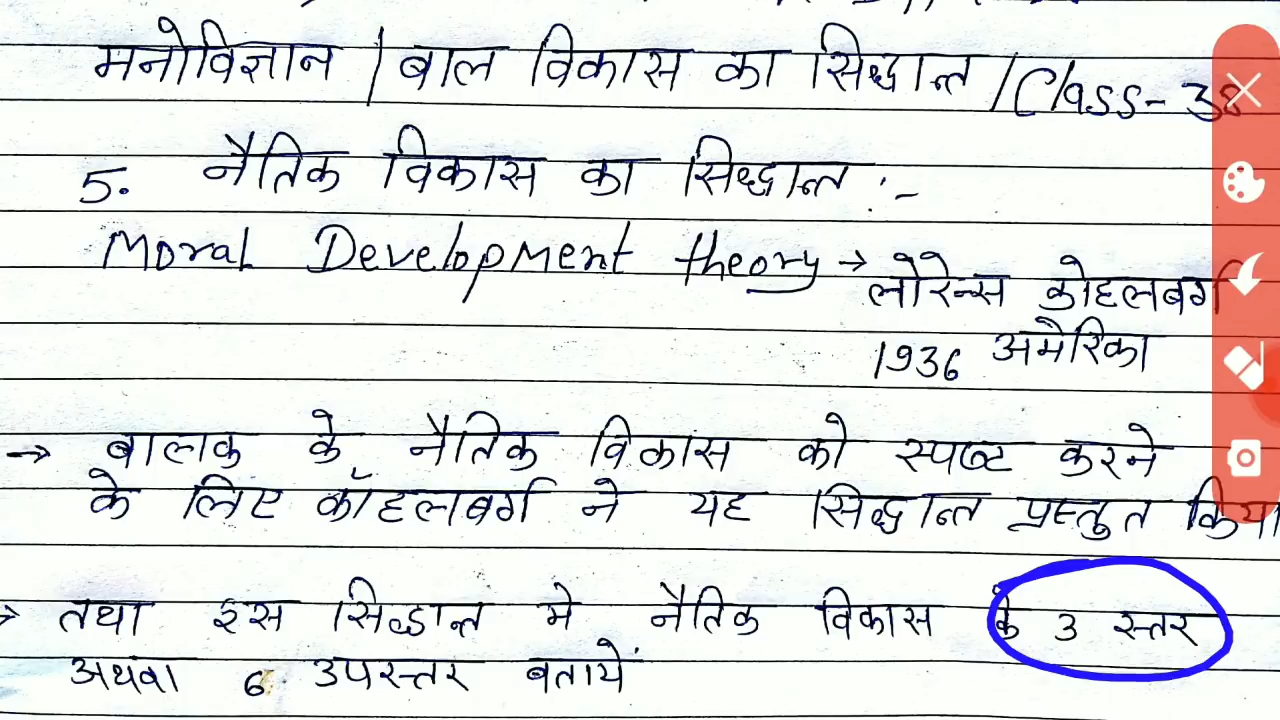 मनोविज्ञान / बाल विकास का सिद्धान्त / Class - 38
5. नैतिक विकास का सिद्धान्त :-
Moral Development theory →
लोरेन्स कोहलबर्ग
1936 अमेरिका
→ बालक के नैतिक विकास को स्पष्ट करने
के लिए कॉहलबर्ग ने यह सिद्धान्त प्रस्तुत किया
→ तथा इस सिद्धान्त मे नैतिक विकास के 3 स्तर
अथवा 6 उपस्तर बतायें